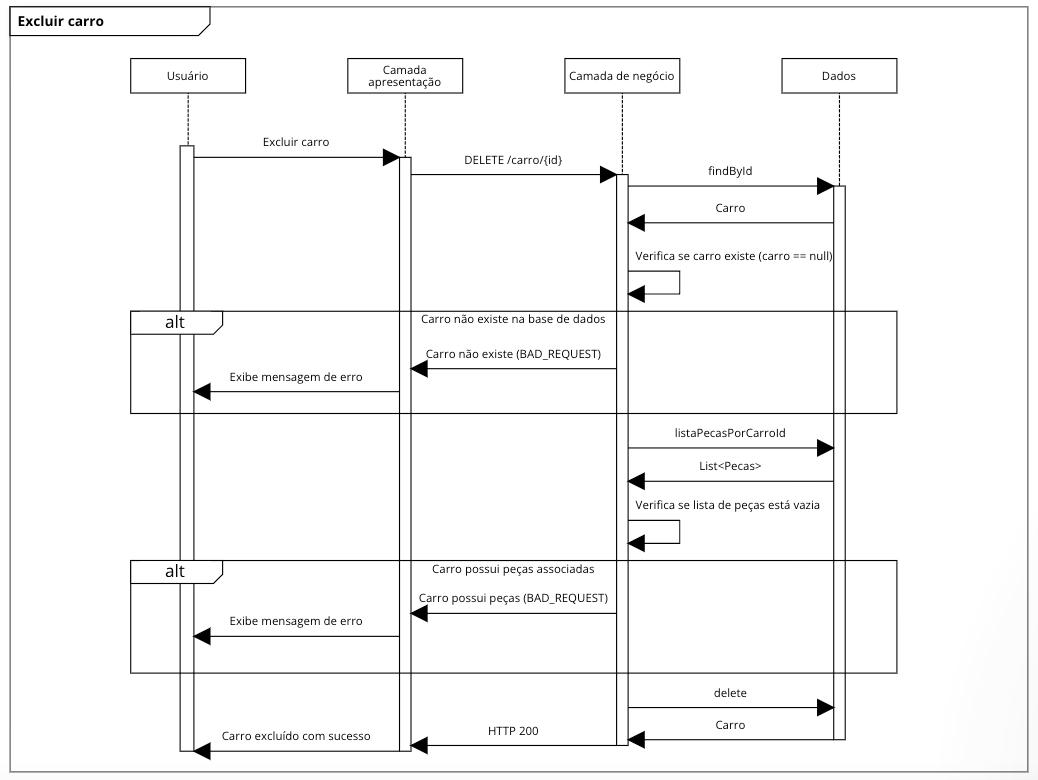 Excluir carro
Usuário
Camada
apresentação
Camada de negócio
Dados
Excluir carro
DELETE /carro/{id}
findById
Carro
Verifica se carro existe (carro == null)
alt
Carro não existe na base de dados
Carro não existe (BAD_REQUEST)
Exibe mensagem de erro
listaPecasPorCarroId
List<Pecas>
Verifica se lista de peças está vazia
alt
Carro possui peças associadas
Carro possui peças (BAD_REQUEST)
Exibe mensagem de erro
delete
Carro
HTTP 200
Carro excluído com sucesso